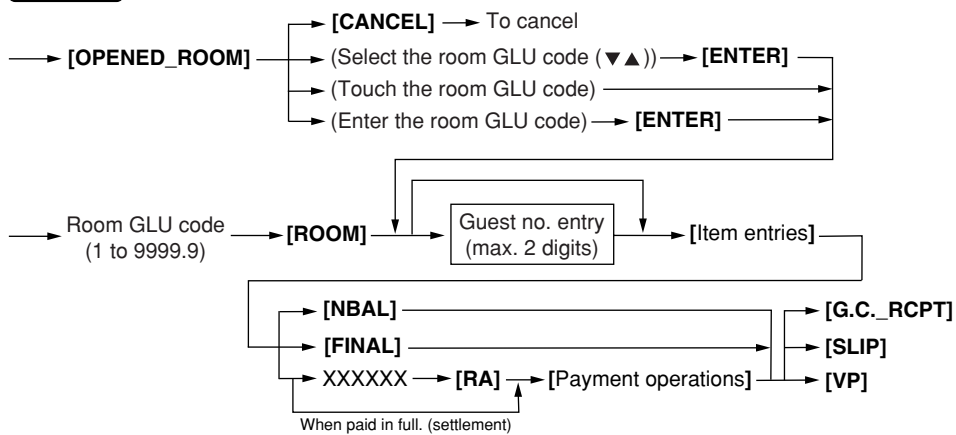 [CANCEL] To cancel
[OPENED_ROOM] (Select the room GLU code (▼▲)) [ENTER]
(Touch the room GLU code)
(Enter the room GLU code) [ENTER]
Room GLU code
(1 to 9999.9)
[ROOM]
Guest no. entry
(max. 2 digits)
[Item entries]
[NBAL] [G.C._RCPT]
[FINAL] [SLIP]
XXXXXX [RA] [Payment operations] [VP]
When paid in full. (settlement)